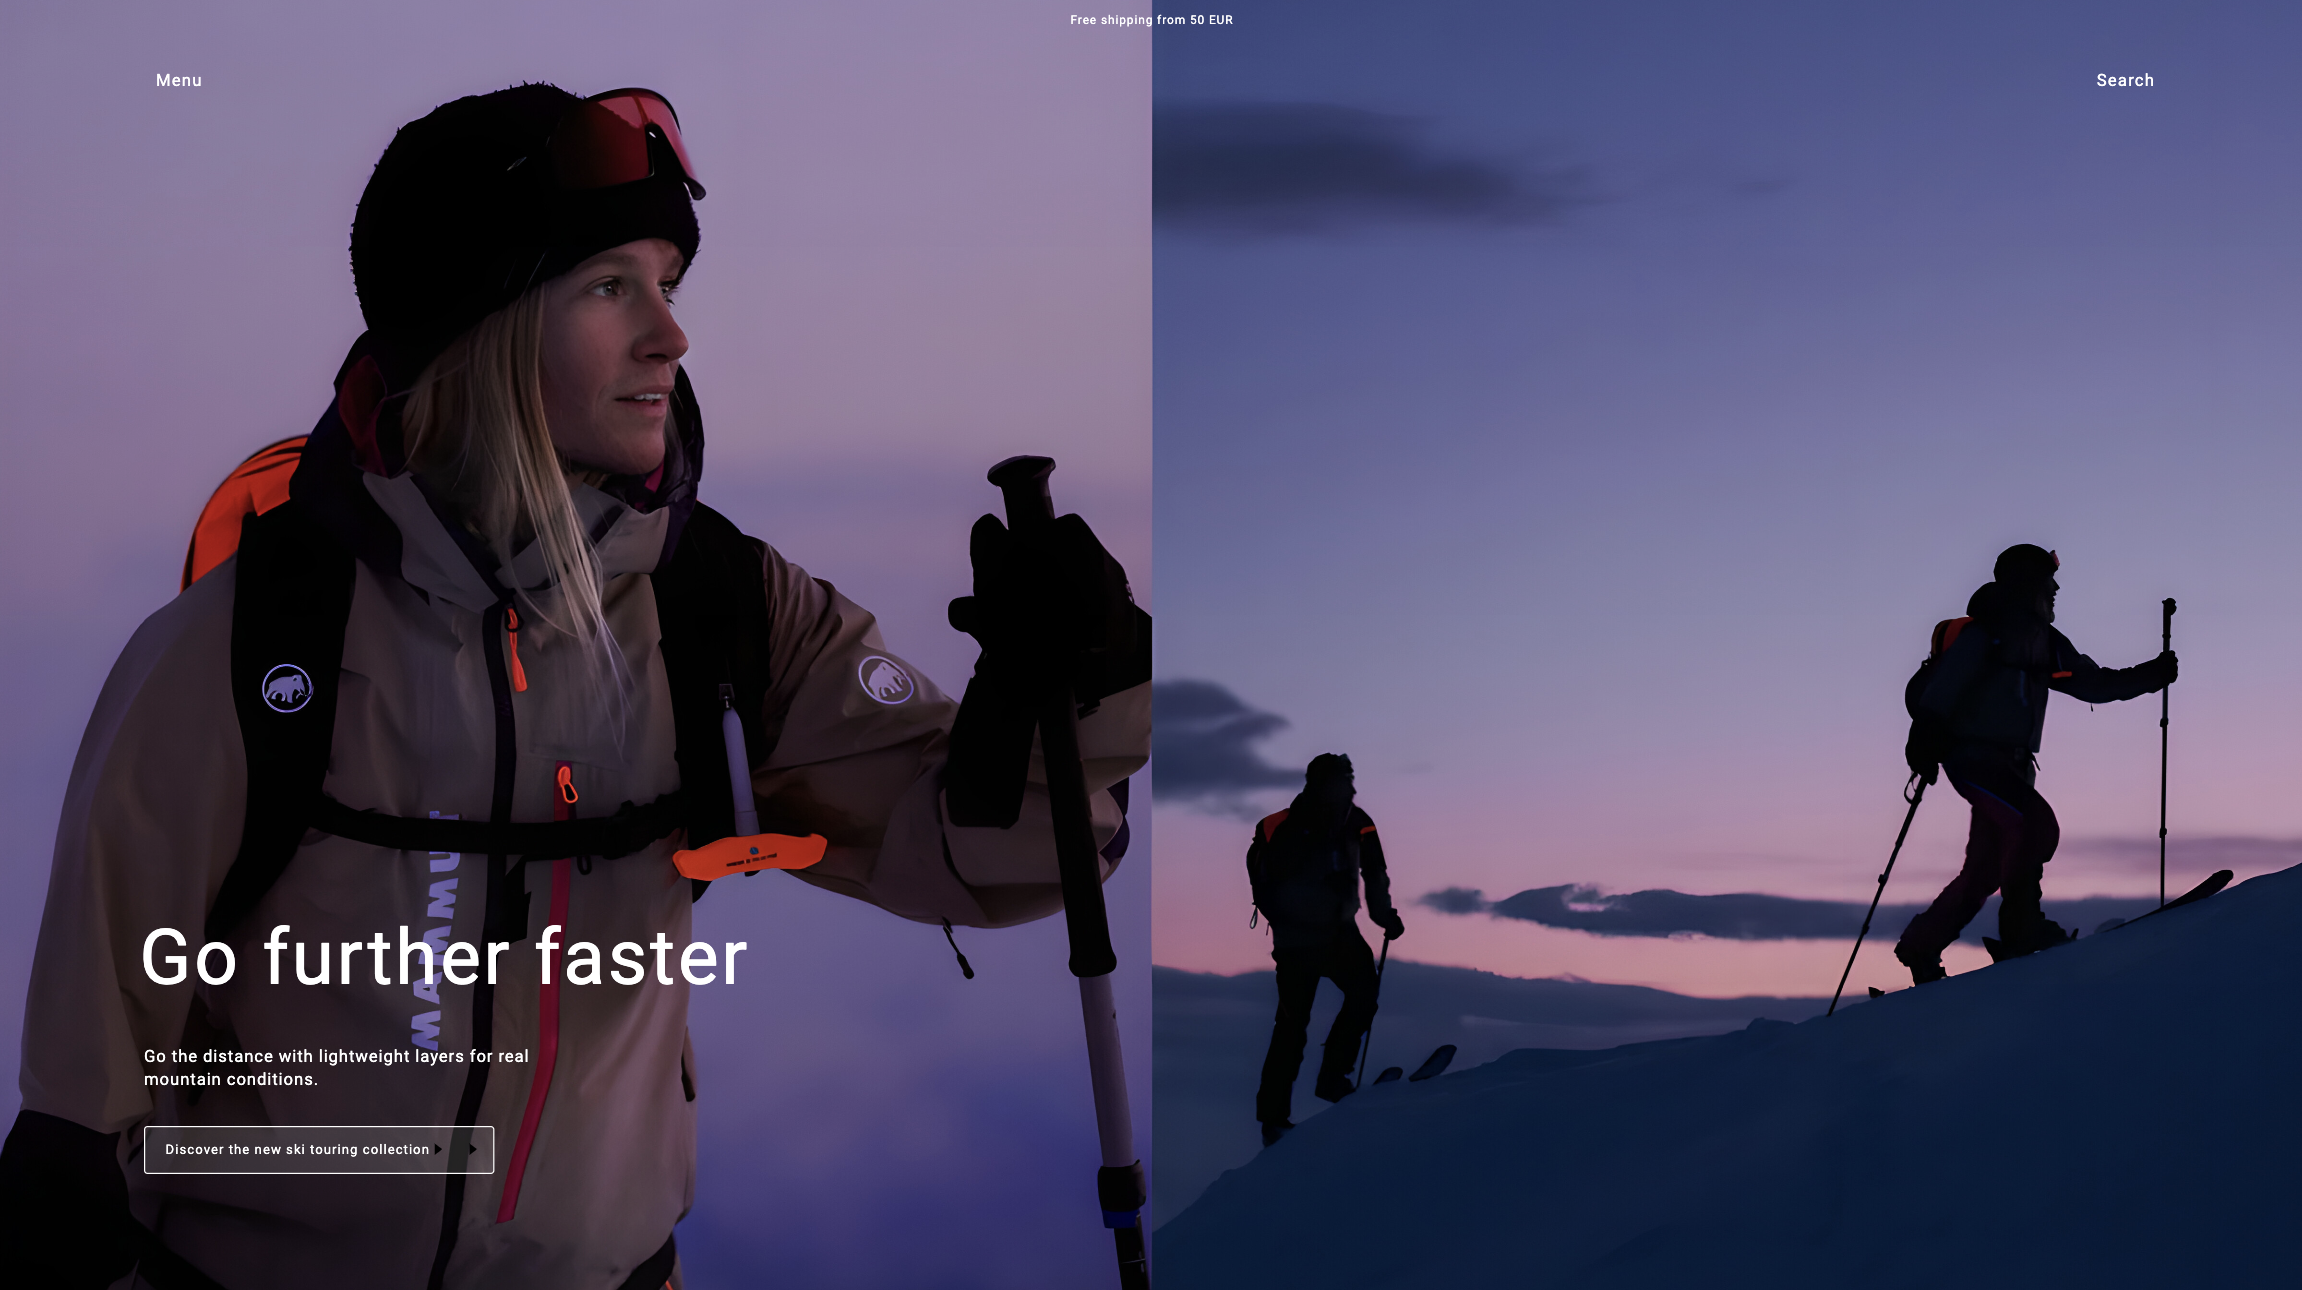 Free shipping from 50 EUR
Menu
Search
MAMMUT
Go further faster
Go the distance with lightweight layers for real
mountain conditions.
Discover the new ski touring collection